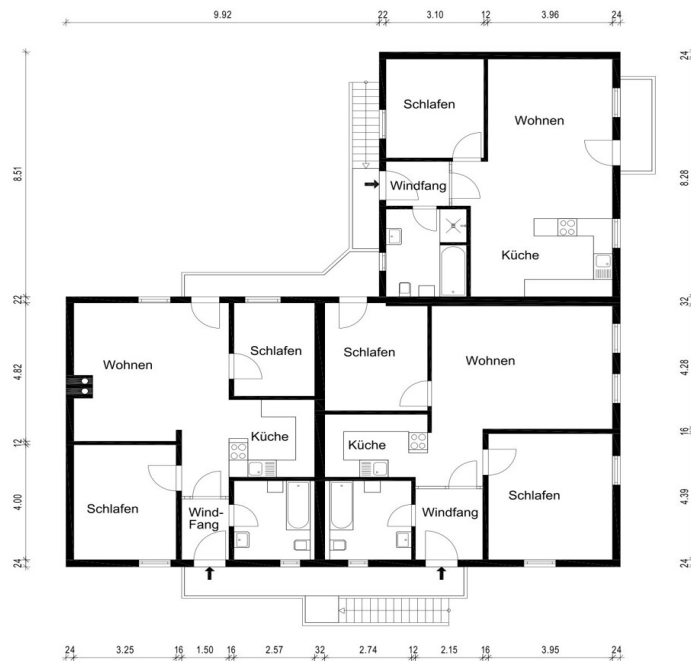 9.92 22 3.10 12 3.96 24
24
Schlafen
Wohnen
8.51
Windfang
8.28
Küche
22
32
Wohnen
Schlafen
Schlafen
Wohnen
4.82
4.28
Küche
Küche
12
16
Schlafen
Wind-
Fang
Windfang
Schlafen
4.00
4.39
24
24
24 3.25 16 1.50 16 2.57 32 2.74 12 2.15 16 3.95 24